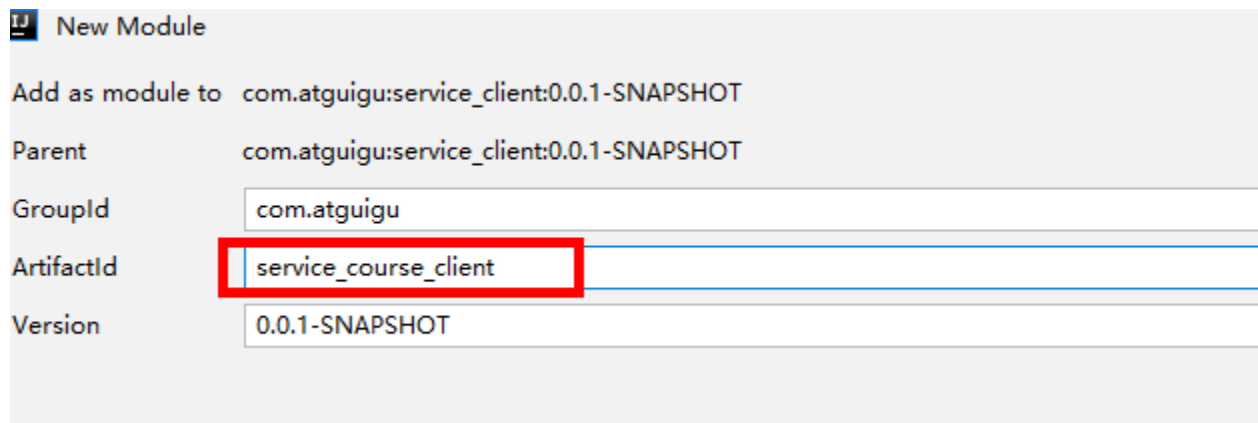 IJ New Module
Add as module to com.atguigu:service_client:0.0.1-SNAPSHOT
Parent com.atguigu:service_client:0.0.1-SNAPSHOT
GroupId com.atguigu
ArtifactId service_course_client
Version 0.0.1-SNAPSHOT